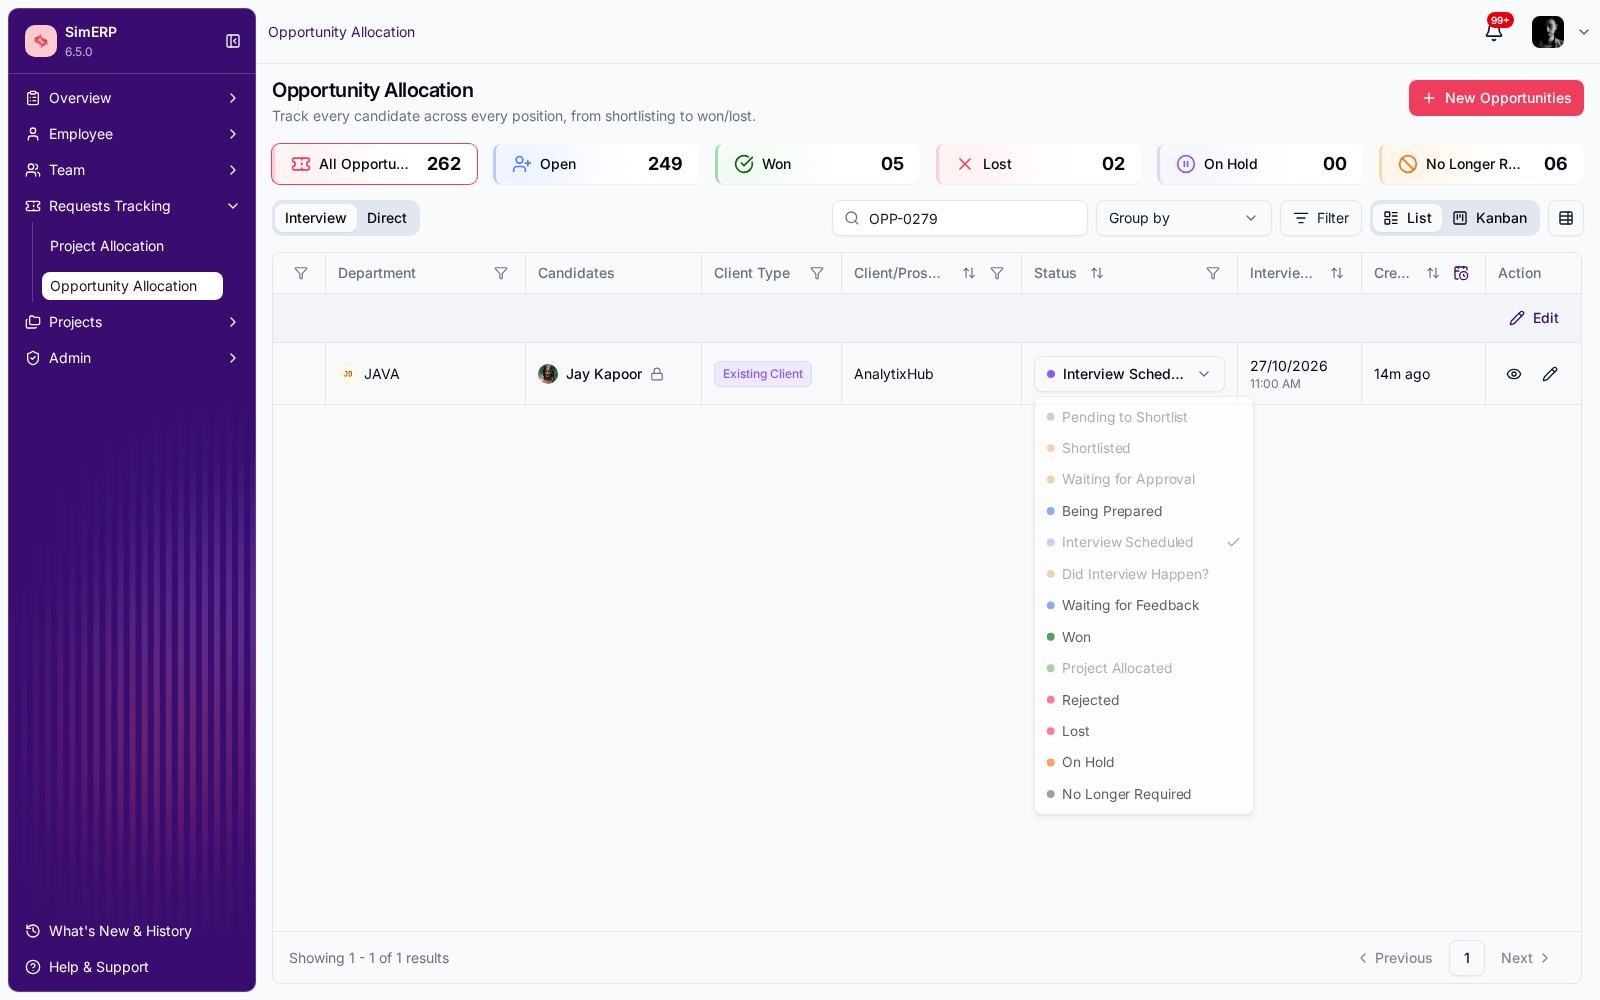 SimERP
6.5.0
Overview
Employee
Team
Requests Tracking
Project Allocation
Opportunity Allocation
Projects
Admin
What's New & History
Help & Support
Opportunity Allocation
99+
Opportunity Allocation
Track every candidate across every position, from shortlisting to won/lost.
New Opportunities
All Opportu... 262
Open 249
Won 05
Lost 02
On Hold 00
No Longer R... 06
Interview Direct
OPP-0279
Group by
Filter
List
Kanban
Department
Candidates
Client Type
Client/Pros...
Status
Intervie...
Cre...
Action
Edit
JD JAVA
Jay Kapoor
Existing Client
AnalytixHub
Interview Sched...
27/10/2026
11:00 AM
14m ago
Pending to Shortlist
Shortlisted
Waiting for Approval
Being Prepared
Interview Scheduled
Did Interview Happen?
Waiting for Feedback
Won
Project Allocated
Rejected
Lost
On Hold
No Longer Required
Showing 1 - 1 of 1 results
Previous
1
Next